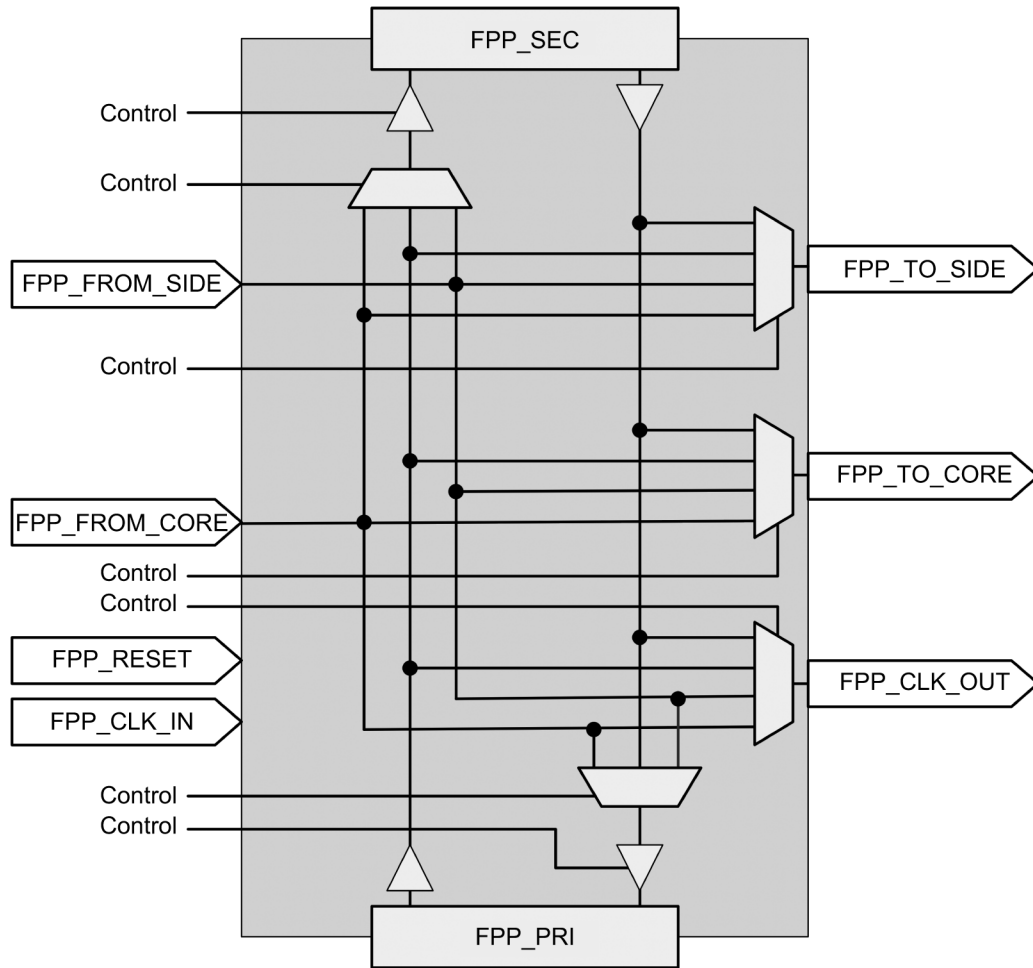 FPP_SEC
Control
Control
FPP_FROM_SIDE
FPP_TO_SIDE
Control
FPP_TO_CORE
FPP_FROM_CORE
Control
Control
FPP_RESET
FPP_CLK_OUT
FPP_CLK_IN
Control
Control
FPP_PRI